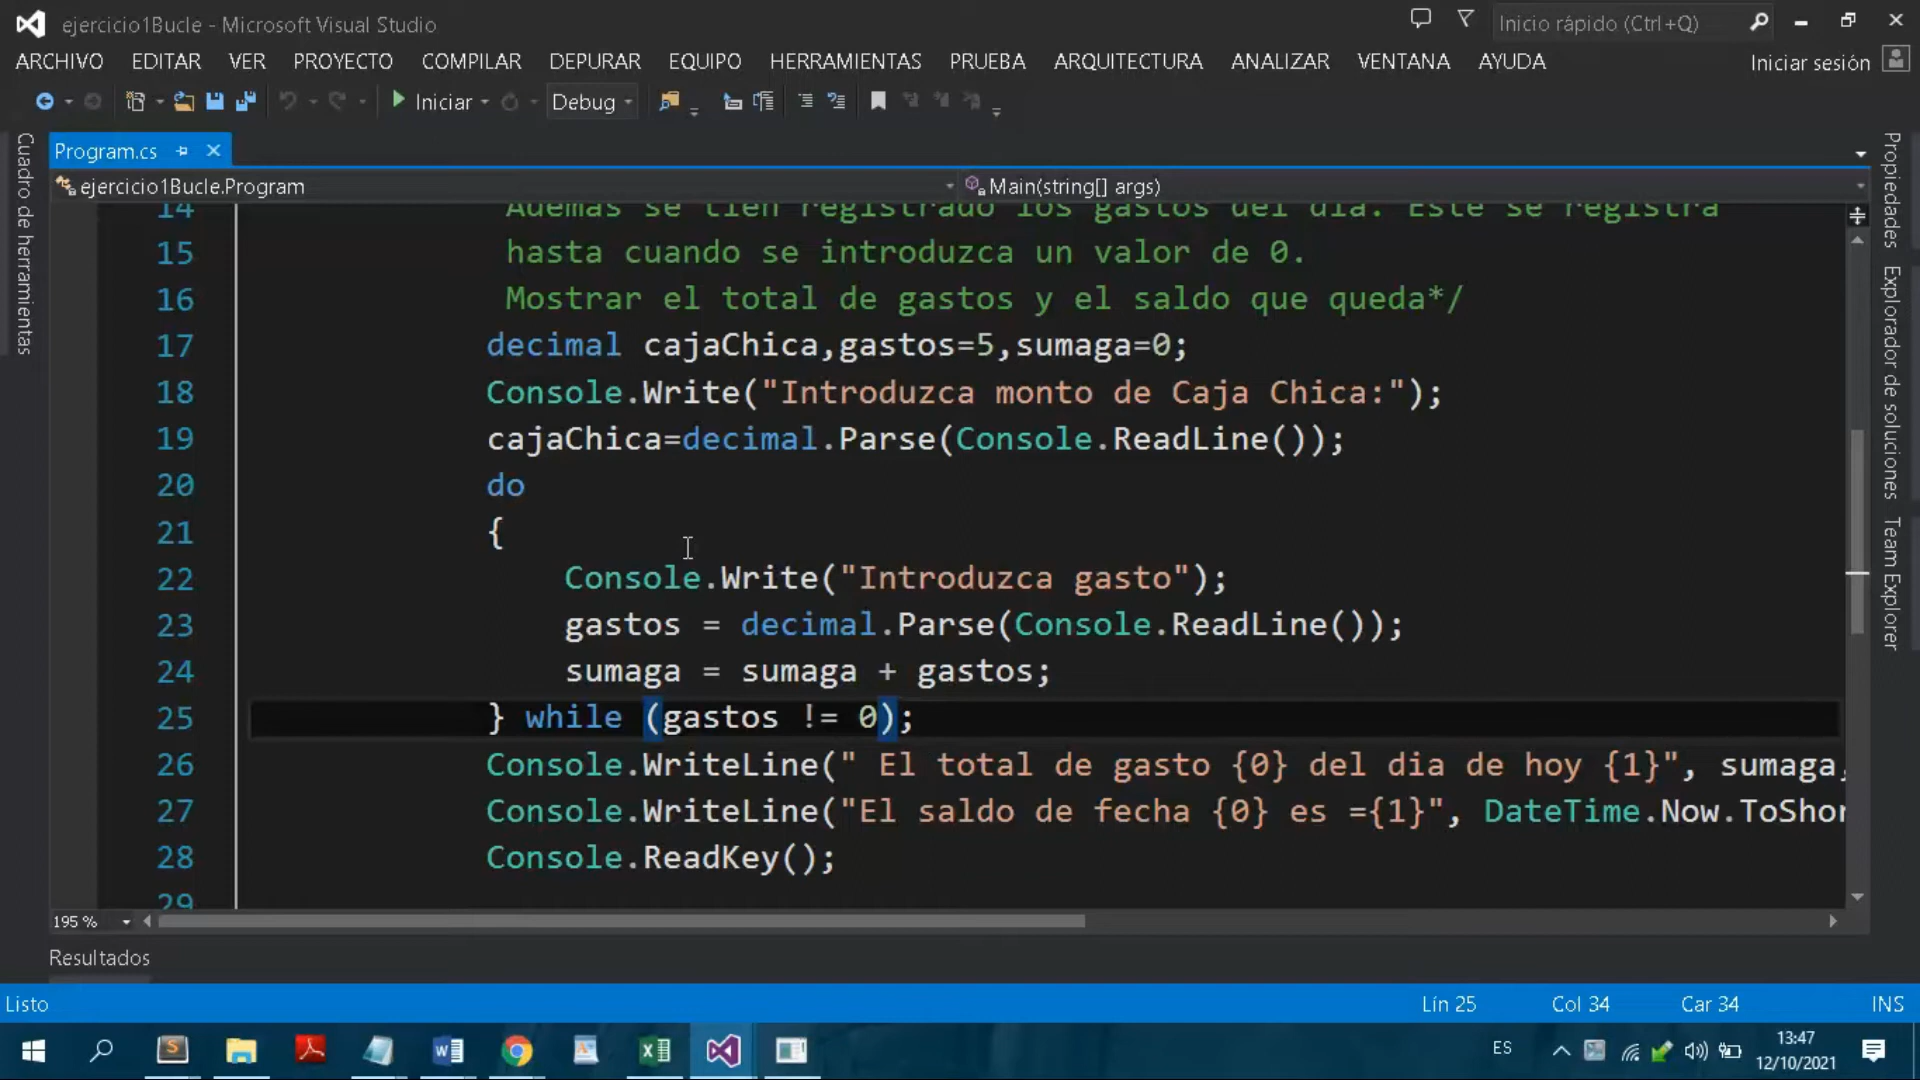 ejercicio1Bucle - Microsoft Visual Studio
Inicio rápido (Ctrl+Q)
ARCHIVO EDITAR VER PROYECTO COMPILAR DEPURAR EQUIPO HERRAMIENTAS PRUEBA ARQUITECTURA ANALIZAR VENTANA AYUDA
Iniciar sesión
Iniciar Debug
Cuadro de herramientas
Program.cs
ejercicio1Bucle.Program Main(string[] args)
14 Ademas se tien registrado los gastos del dia. Este se registra
15 hasta cuando se introduzca un valor de 0.
16 Mostrar el total de gastos y el saldo que queda*/
17 decimal cajaChica,gastos=5,sumaga=0;
18 Console.Write("Introduzca monto de Caja Chica:");
19 cajaChica=decimal.Parse(Console.ReadLine());
20 do
21 {
22 Console.Write("Introduzca gasto");
23 gastos = decimal.Parse(Console.ReadLine());
24 sumaga = sumaga + gastos;
25 } while (gastos != 0);
26 Console.WriteLine(" El total de gasto {0} del dia de hoy {1}", sumaga,
27 Console.WriteLine("El saldo de fecha {0} es ={1}", DateTime.Now.ToShor
28 Console.ReadKey();
29
Propiedades
Explorador de soluciones
Team Explorer
195 %
Resultados
Listo
Lín 25 Col 34 Car 34 INS
ES
13:47
12/10/2021